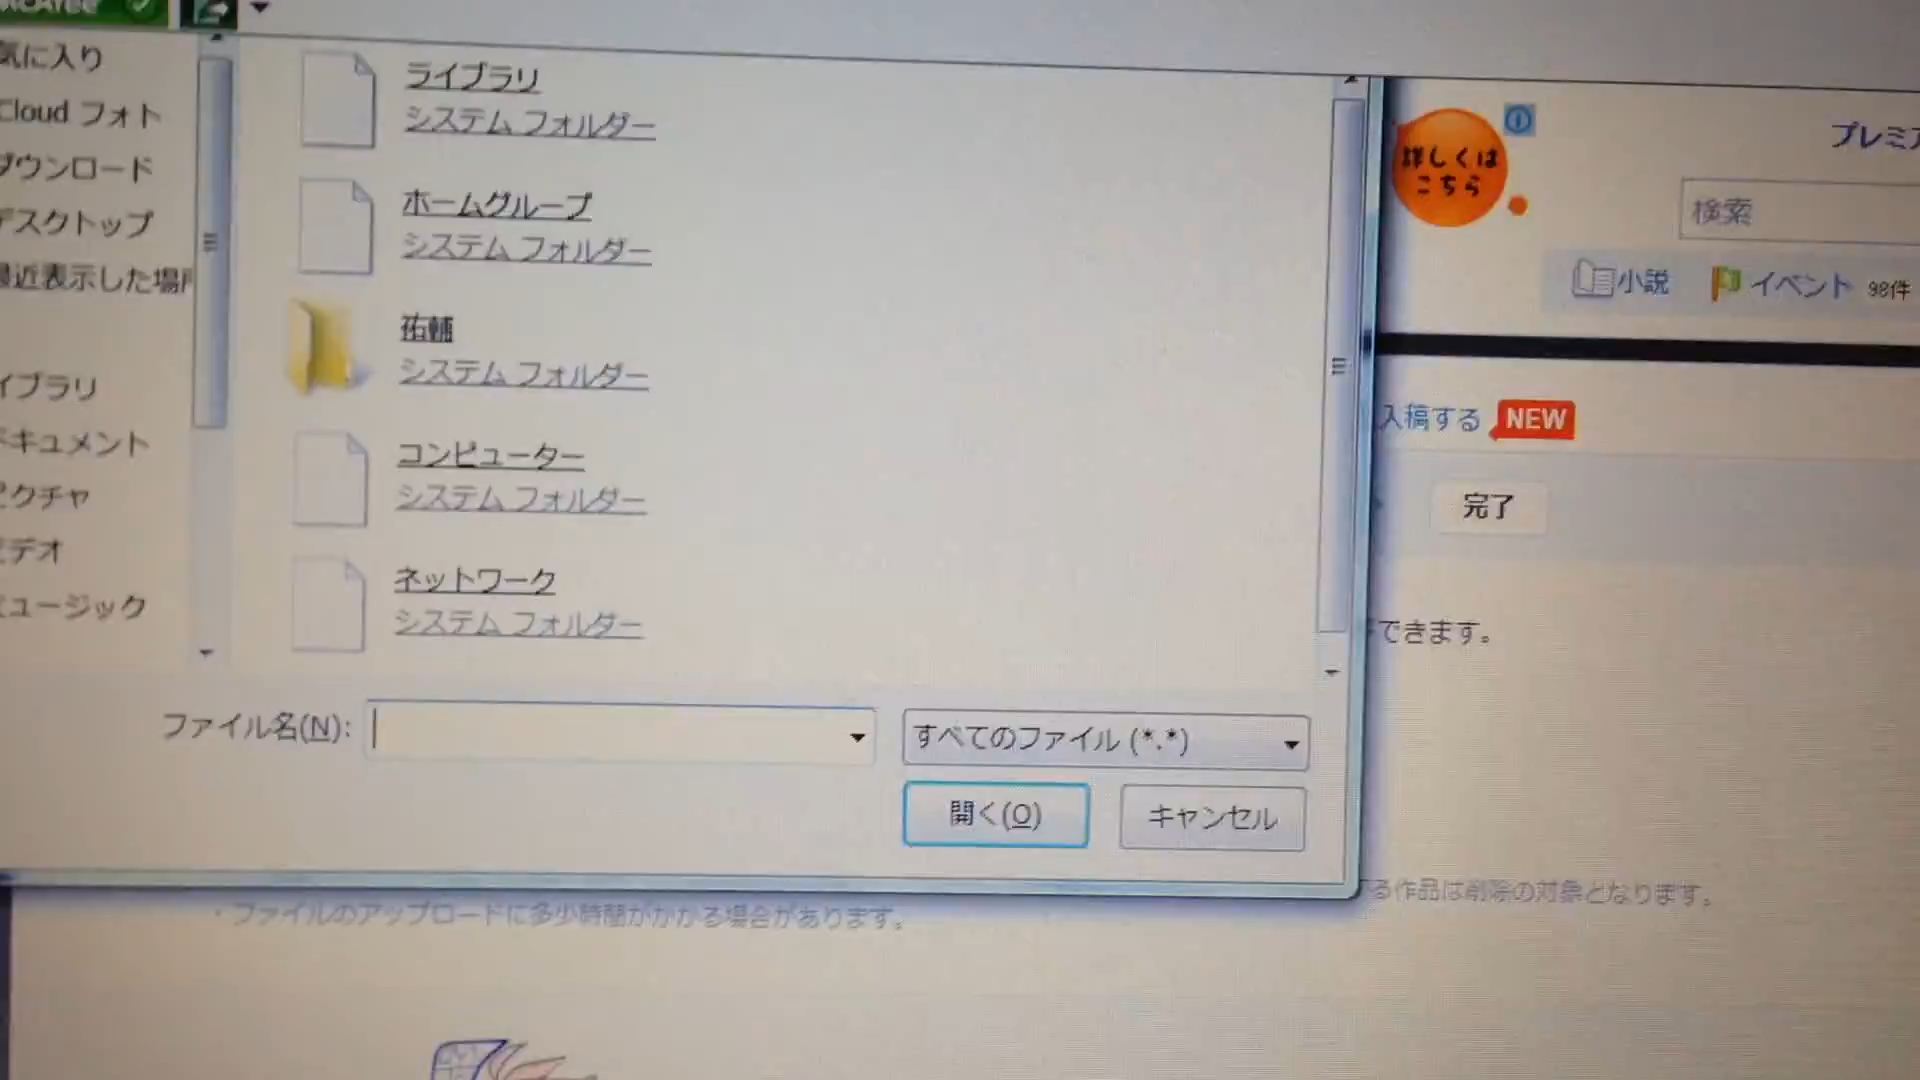 気に入り
Cloud フォト
ダウンロード
デスクトップ
最近表示した場所
イブラリ
ドキュメント
ピクチャ
ビデオ
ミュージック
ライブラリ
システム フォルダー
ホームグループ
システム フォルダー
祐輔
システム フォルダー
コンピューター
システム フォルダー
ネットワーク
システム フォルダー
ファイル名(N):
すべてのファイル (*.*)
開く(O)
キャンセル
詳しくは
こちら
プレミア
検索
小説
イベント 98件
入稿する NEW
完了
できます。
る作品は削除の対象となります。
・ファイルのアップロードに多少時間がかかる場合があります。